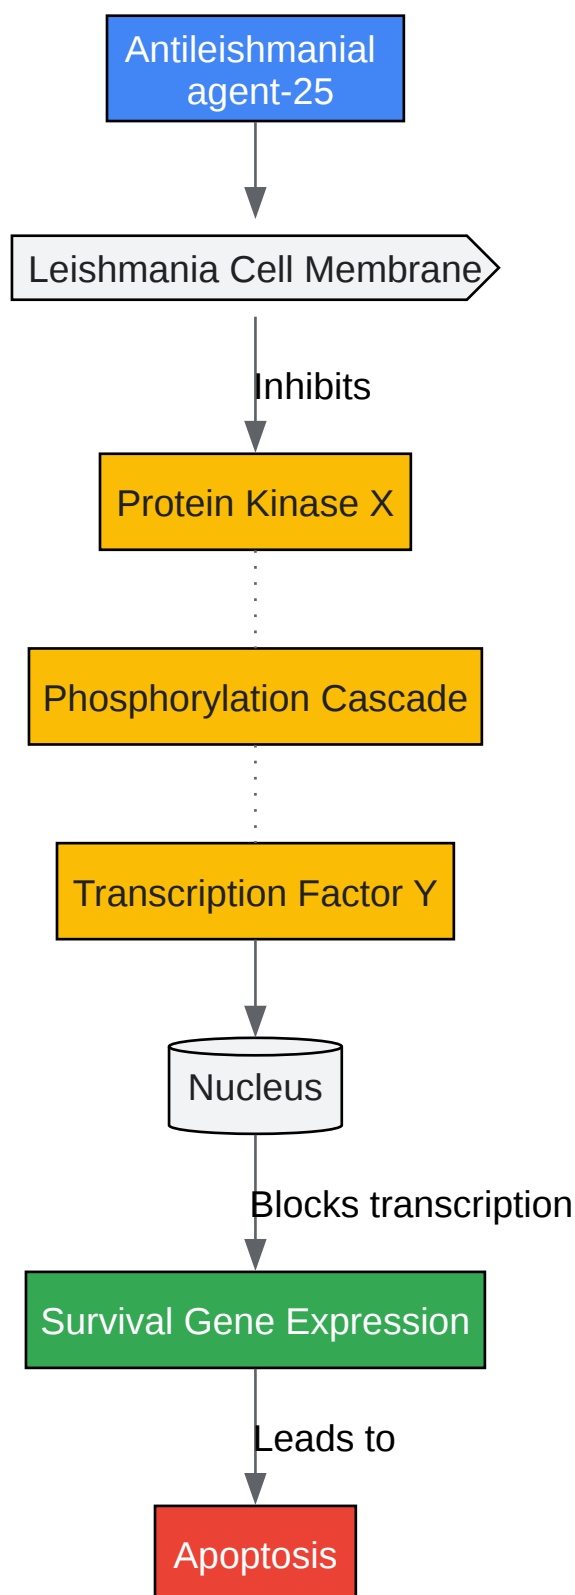 Antileishmanial
agent-25
Leishmania Cell Membrane
Inhibits
Protein Kinase X
Phosphorylation Cascade
Transcription Factor Y
Nucleus
Blocks transcription
Survival Gene Expression
Leads to
Apoptosis